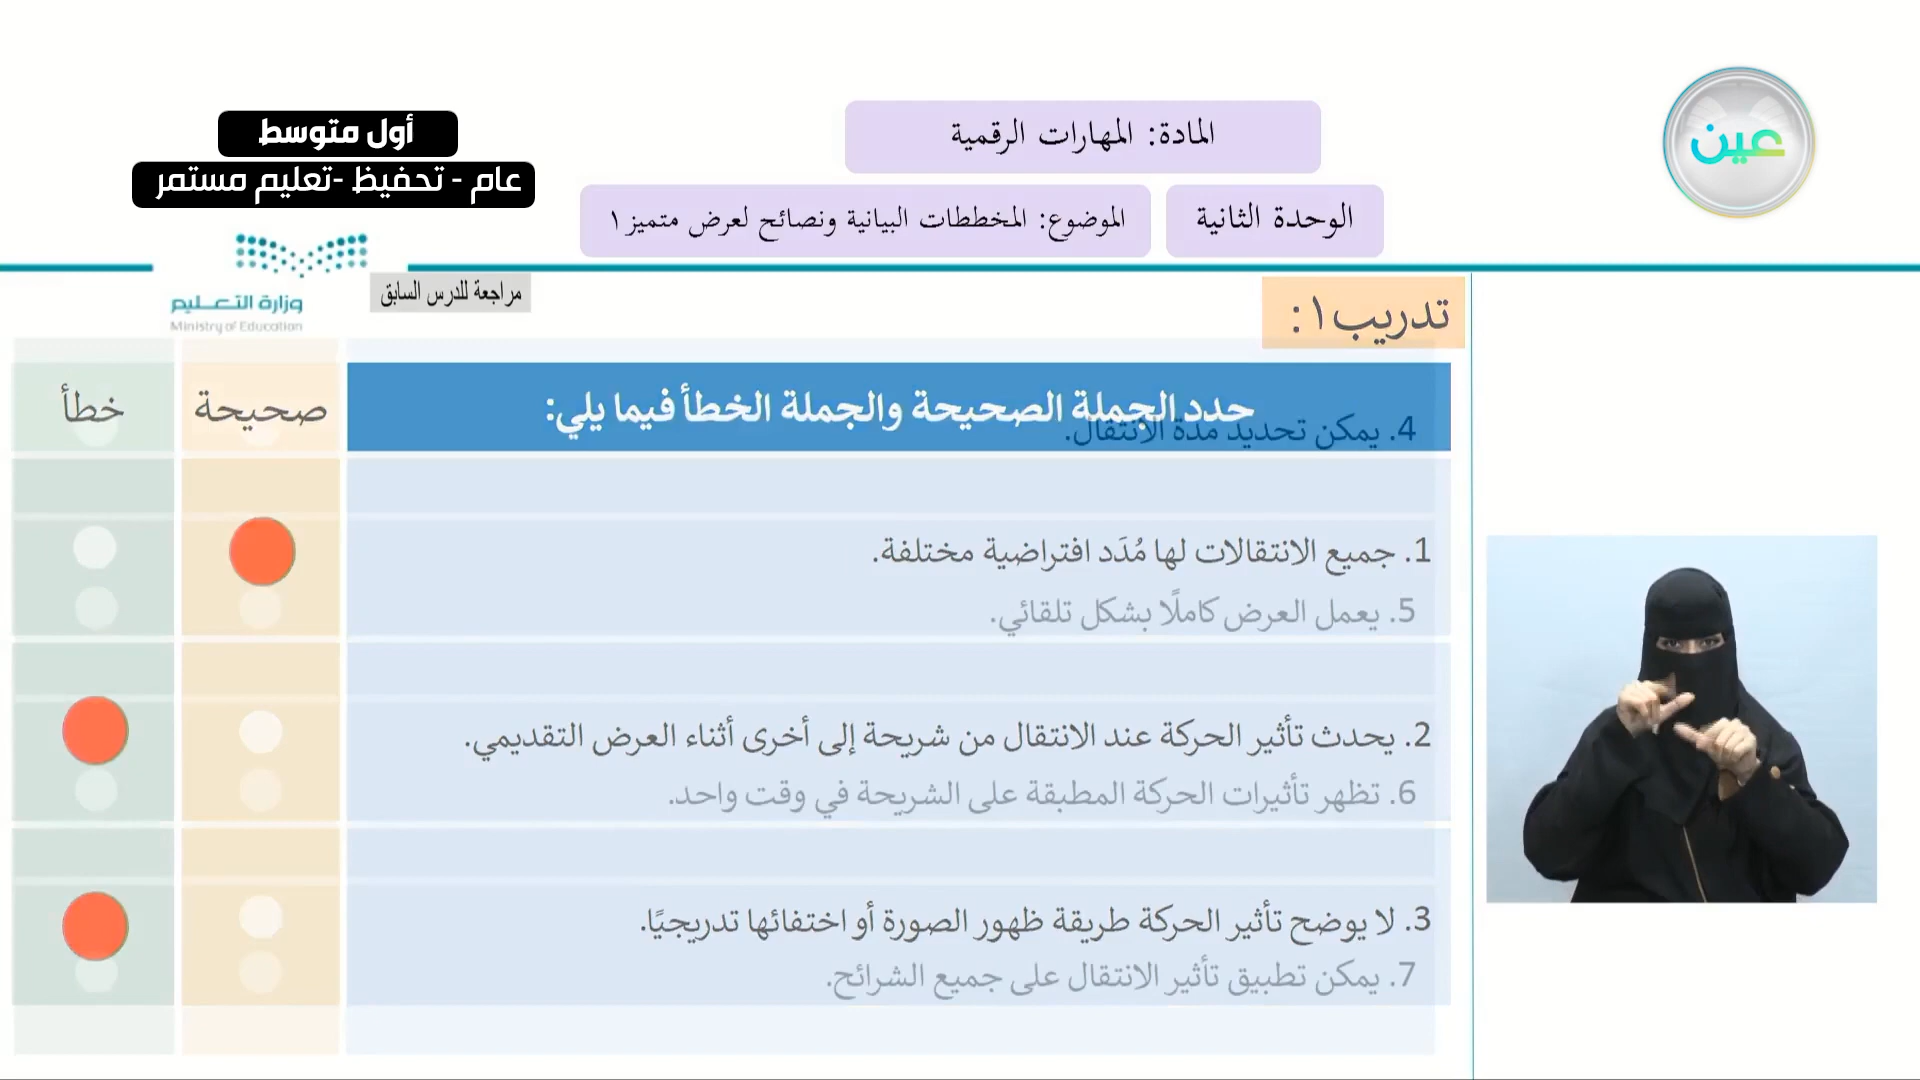 أول متوسط
عام - تحفيظ -تعليم مستمر
المادة: المهارات الرقمية
الوحدة الثانية
الموضوع: المخططات البيانية ونصائح لعرض متميز ١
عين
وزارة التعـليم
Ministry of Education
مراجعة للدرس السابق
تدريب١:
حدد الجملة الصحيحة والجملة الخطأ فيما يلي:
صحيحة
خطأ
4. يمكن تحديد مدة الانتقال.
1. جميع الانتقالات لها مُدَد افتراضية مختلفة.
5. يعمل العرض كاملًا بشكل تلقائي.
2. يحدث تأثير الحركة عند الانتقال من شريحة إلى أخرى أثناء العرض التقديمي.
6. تظهر تأثيرات الحركة المطبقة على الشريحة في وقت واحد.
3. لا يوضح تأثير الحركة طريقة ظهور الصورة أو اختفائها تدريجيًا.
7. يمكن تطبيق تأثير الانتقال على جميع الشرائح.